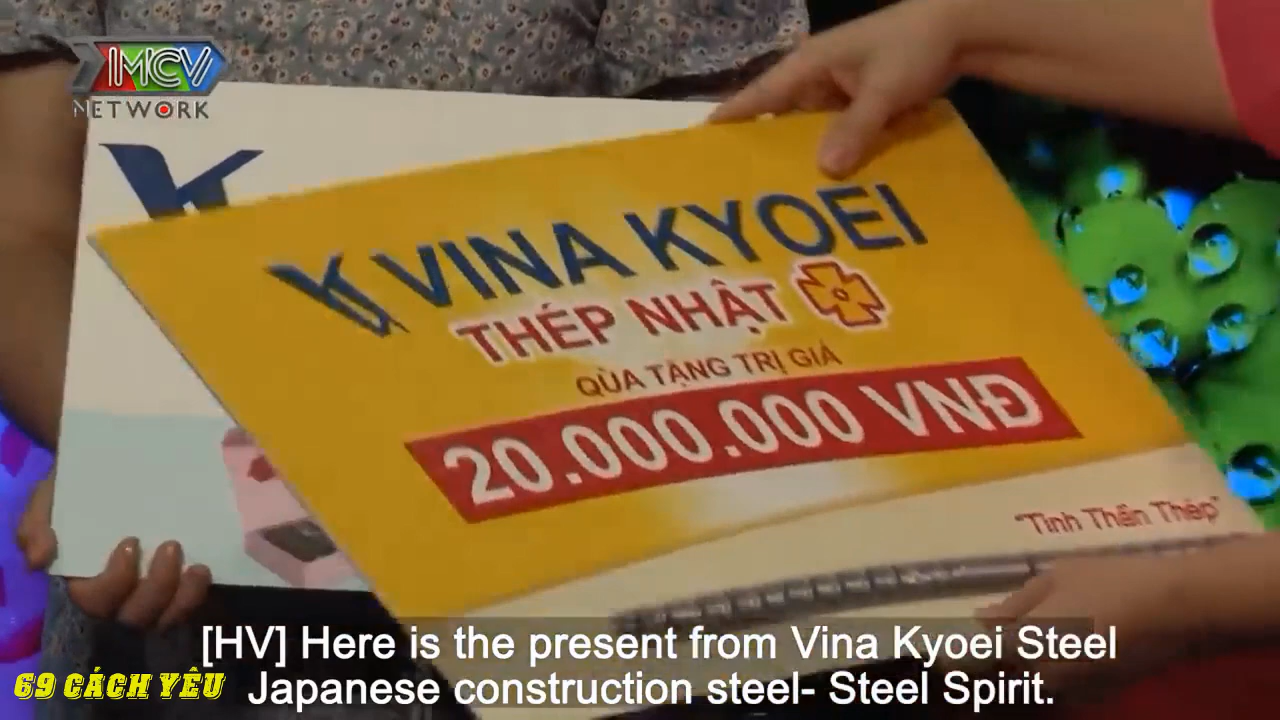 MCV
NETWORK
VINA KYOEI
THÉP NHẬT
QÙA TẶNG TRỊ GIÁ
20.000.000 VNĐ
"Tinh Thần Thép"
[HV] Here is the present from Vina Kyoei Steel
Japanese construction steel- Steel Spirit.
69 CÁCH YÊU